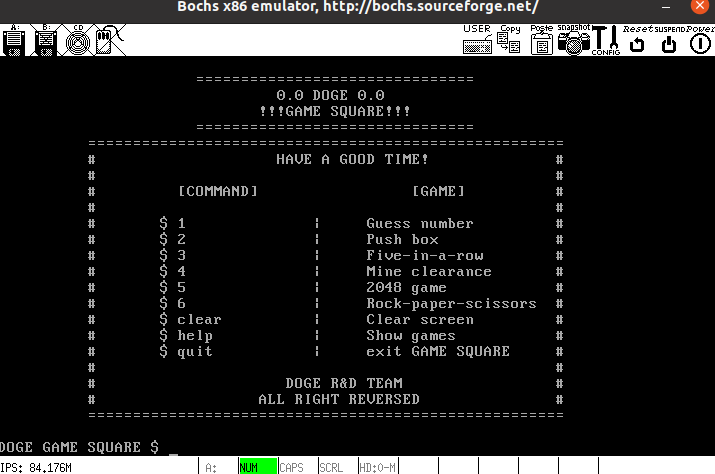 Bochs x86 emulator, http://bochs.sourceforge.net/
A: B: CD USER Copy Paste snapshot CONFIG Reset SUSPEND Power
==============================
0.0 DOGE 0.0
!!!GAME SQUARE!!!
==============================
====================================================
# HAVE A GOOD TIME! #
# #
# [COMMAND] [GAME] #
# #
# $ 1 ¦ Guess number #
# $ 2 ¦ Push box #
# $ 3 ¦ Five-in-a-row #
# $ 4 ¦ Mine clearance #
# $ 5 ¦ 2048 game #
# $ 6 ¦ Rock-paper-scissors #
# $ clear ¦ Clear screen #
# $ help ¦ Show games #
# $ quit ¦ exit GAME SQUARE #
# #
# DOGE R&D TEAM #
# ALL RIGHT REVERSED #
====================================================
DOGE GAME SQUARE $ _
IPS: 84.176M A: NUM CAPS SCRL HD:0-M